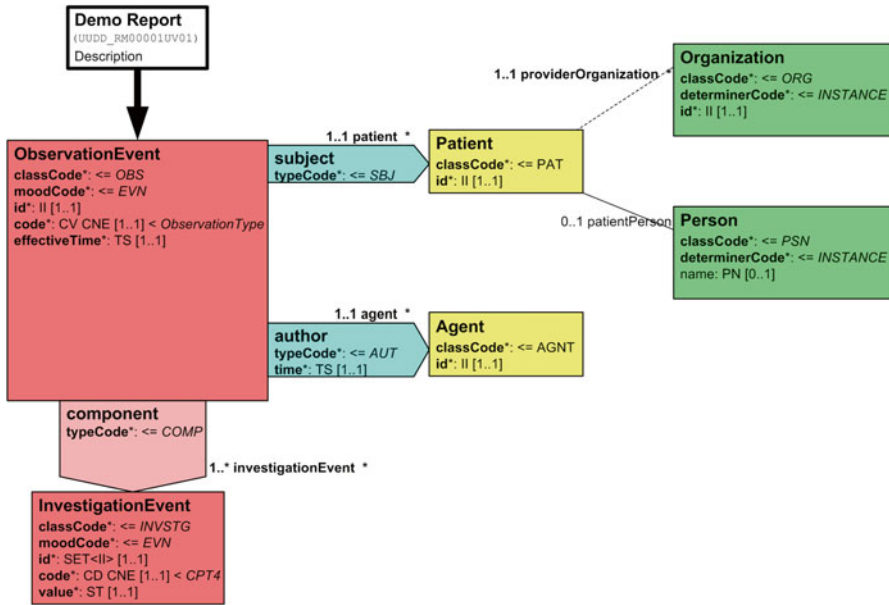 Demo Report
(UUDD_RM00001UV01)
Description
ObservationEvent
classCode*: <= OBS
moodCode*: <= EVN
id*: II [1..1]
code*: CV CNE [1..1] < ObservationType
effectiveTime*: TS [1..1]
1..1 patient *
subject
typeCode*: <= SBJ
Patient
classCode*: <= PAT
id*: II [1..1]
1..1 providerOrganization *
Organization
classCode*: <= ORG
determinerCode*: <= INSTANCE
id*: II [1..1]
0..1 patientPerson
Person
classCode*: <= PSN
determinerCode*: <= INSTANCE
name: PN [0..1]
1..1 agent *
author
typeCode*: <= AUT
time*: TS [1..1]
Agent
classCode*: <= AGNT
id*: II [1..1]
component
typeCode*: <= COMP
1..* investigationEvent *
InvestigationEvent
classCode*: <= INVSTG
moodCode*: <= EVN
id*: SET<II> [1..1]
code*: CD CNE [1..1] < CPT4
value*: ST [1..1]